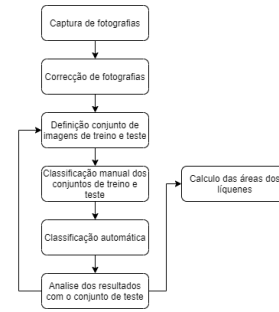 Captura de fotografias
Correcção de fotografias
Definição conjunto de
imagens de treino e teste
Classificação manual dos
conjuntos de treino e
teste
Calculo das áreas dos
líquenes
Classificação automática
Analise dos resultados
com o conjunto de teste